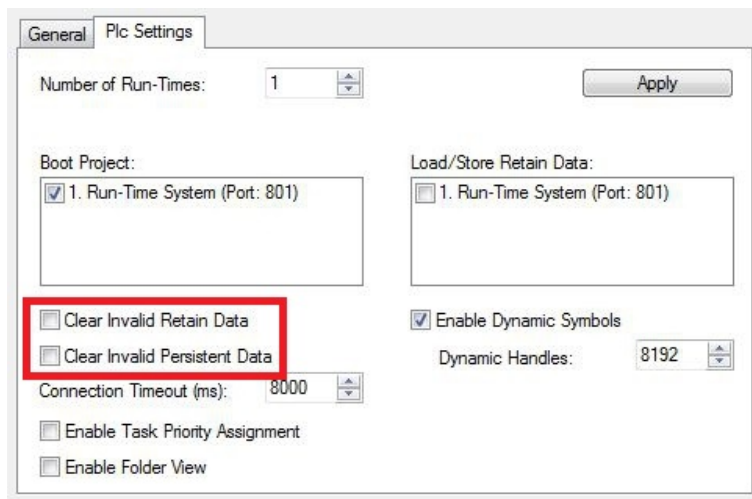 General Plc Settings
Number of Run-Times: 1 Apply
Boot Project: Load/Store Retain Data:
1. Run-Time System (Port: 801) 1. Run-Time System (Port: 801)
Clear Invalid Retain Data Enable Dynamic Symbols
Clear Invalid Persistent Data Dynamic Handles: 8192
Connection Timeout (ms): 8000
Enable Task Priority Assignment
Enable Folder View